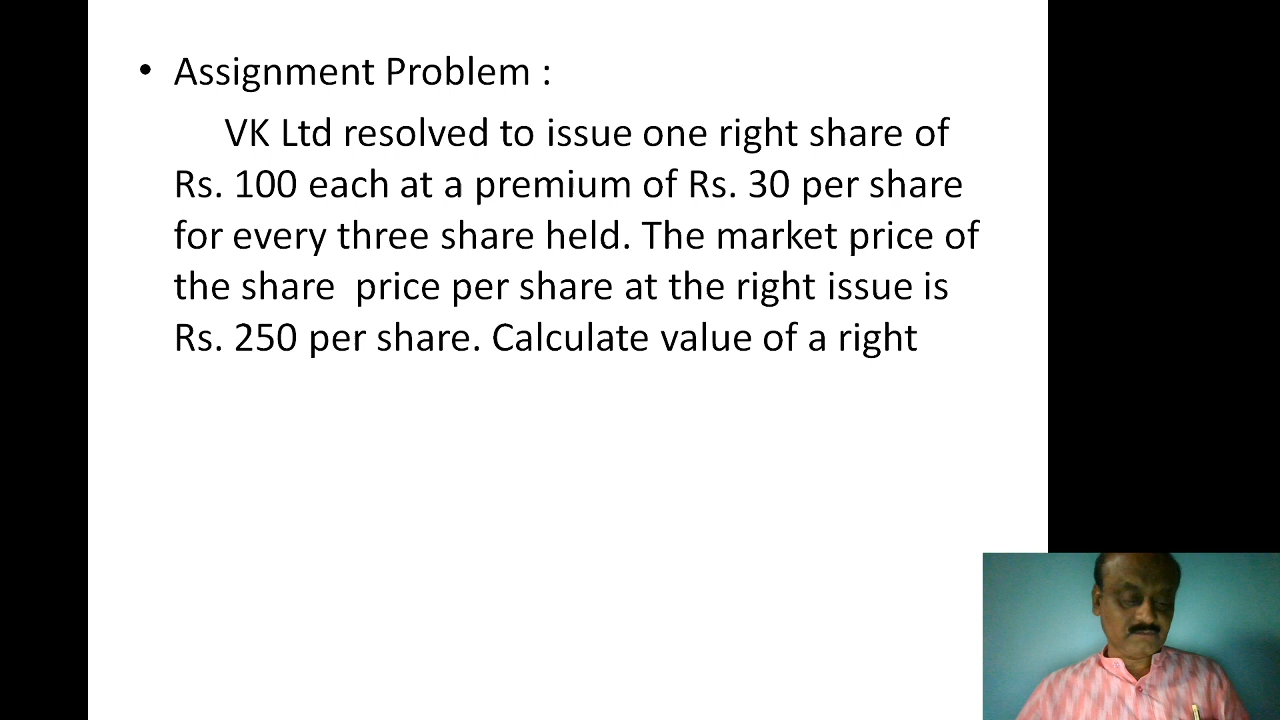 • Assignment Problem :
VK Ltd resolved to issue one right share of
Rs. 100 each at a premium of Rs. 30 per share
for every three share held. The market price of
the share  price per share at the right issue is
Rs. 250 per share. Calculate value of a right